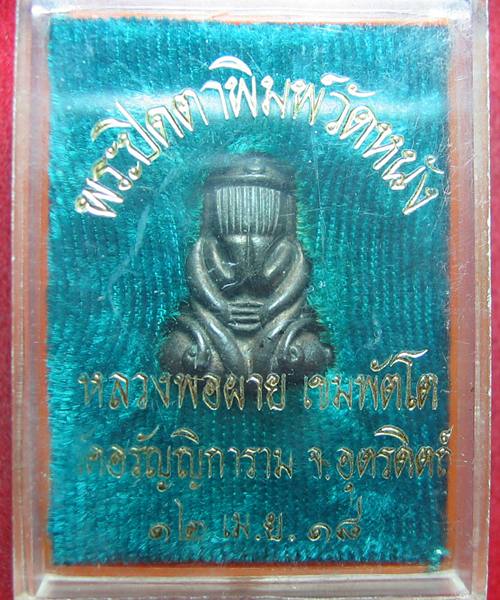 พระปิดตาพิมพ์วัดหนัง
หลวงพ่อผาย เขมพัตโต
วัดอรัญญิการาม จ.อุตรดิตถ์
๑๒ เม.ย. ๑๘